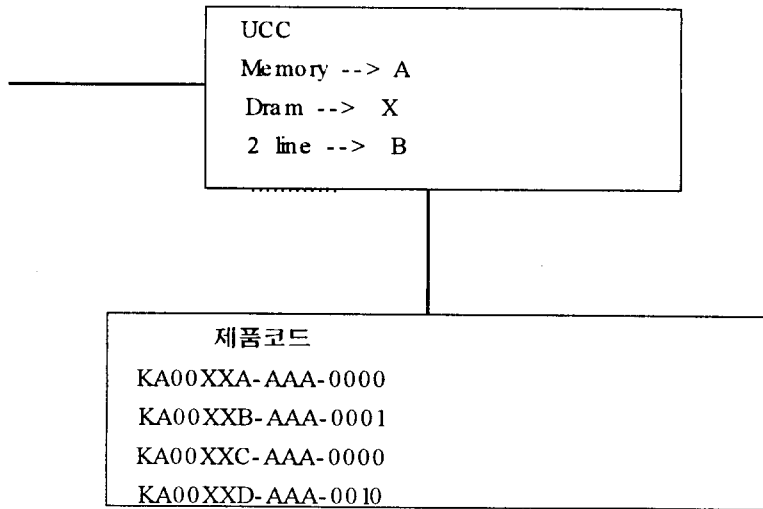 UCC
Memory --> A
Dram --> X
2 line --> B
..........
제품코드
KA00XXA-AAA-0000
KA00XXB-AAA-0001
KA00XXC-AAA-0000
KA00XXD-AAA-0010